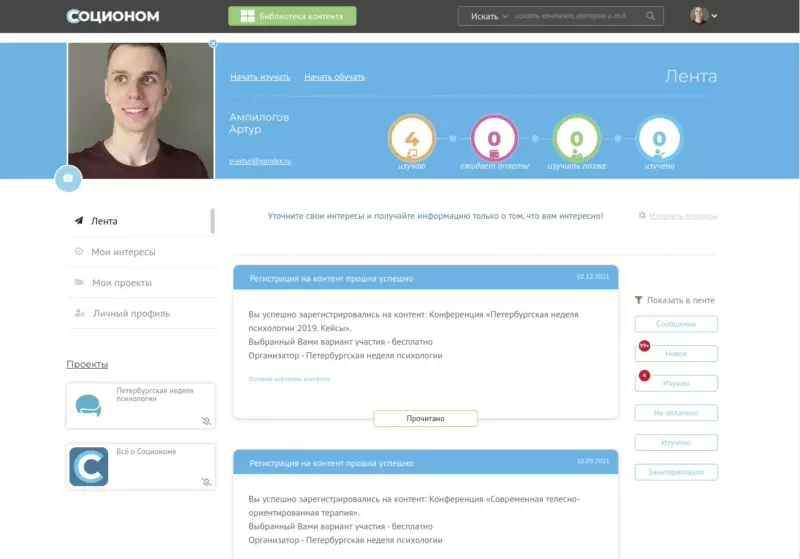 Соционом
Библиотека контента
Искать
искать контент, авторов и т.д.
Начать изучать
Начать обучать
Лента
Ампилогов
Артур
a-artur@yandex.ru
4
0
0
0
изучаю
ожидает оплаты
изучить позже
изучено
Лента
Мои интересы
Мои проекты
Личный профиль
Проекты
Петербургская неделя
психологии
Всё о Социономе
Уточните свои интересы и получайте информацию только о том, что вам интересно!
Изменить интересы
Регистрация на контент прошла успешно
02.12.2021
Вы успешно зарегистрировались на контент: Конференция «Петербургская неделя
психологии 2019. Кейсы».
Выбранный Вами вариант участия - бесплатно
Организатор - Петербургская неделя психологии
Условия изучения контента
Прочитано
Регистрация на контент прошла успешно
10.09.2021
Вы успешно зарегистрировались на контент: Конференция «Современная телесно-
ориентированная терапия».
Выбранный Вами вариант участия - бесплатно
Организатор - Петербургская неделя психологии
Показать в ленте
Сообщения
99+
Новое
4
Изучаю
Не оплачено
Изучено
Заинтересовало